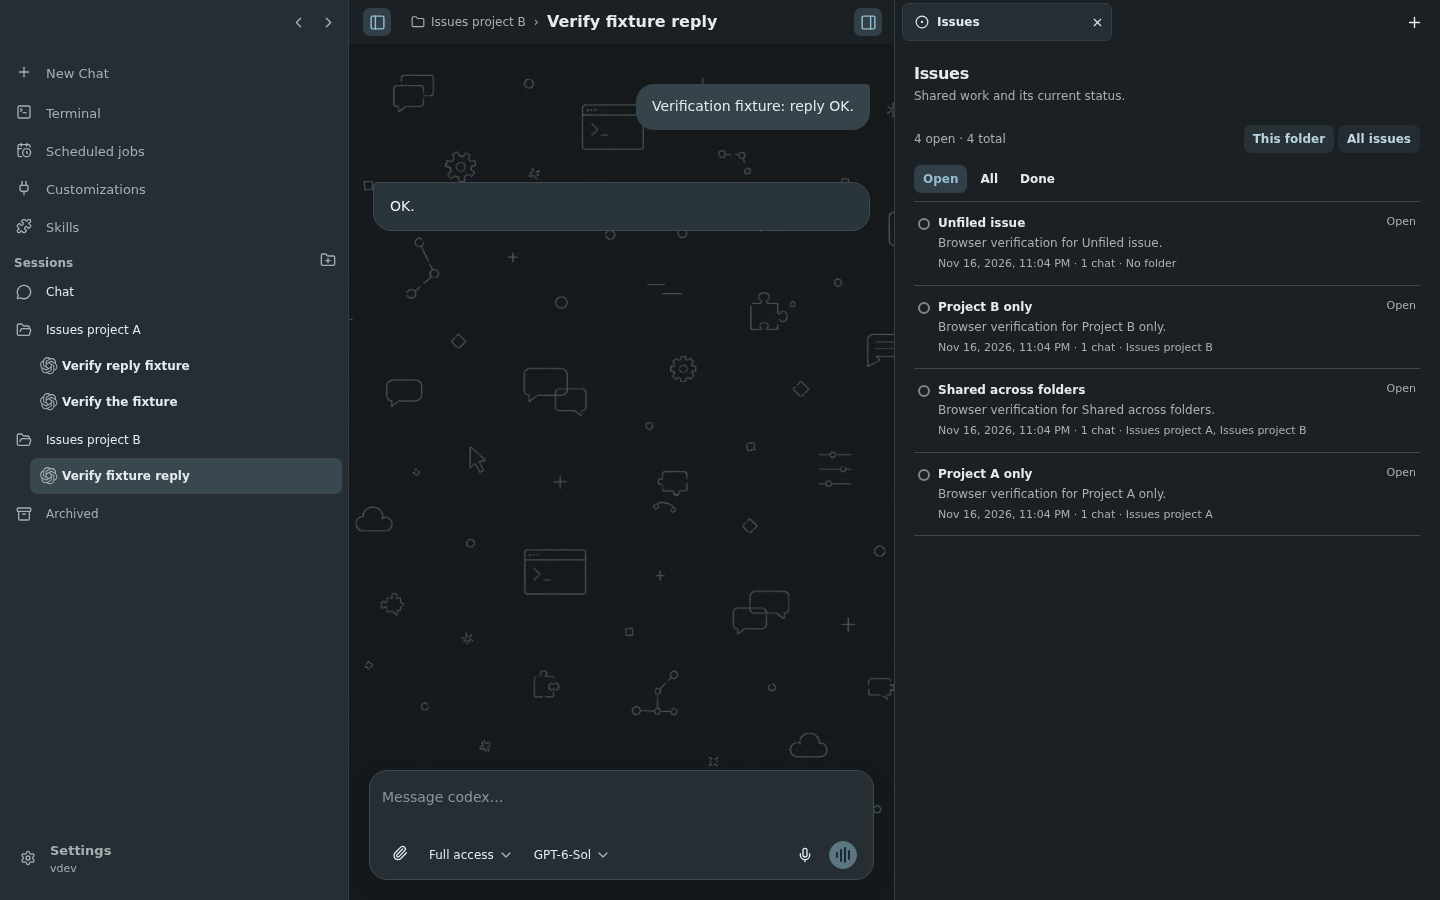 New Chat
Terminal
Scheduled jobs
Customizations
Skills
Sessions
Chat
Issues project A
Verify reply fixture
Verify the fixture
Issues project B
Verify fixture reply
Archived
Settings
vdev
Issues project B › Verify fixture reply
Verification fixture: reply OK.
OK.
Message codex...
Full access GPT-6-Sol
Issues
Issues
Shared work and its current status.
4 open · 4 total This folder All issues
Open All Done
Unfiled issue Open
Browser verification for Unfiled issue.
Nov 16, 2026, 11:04 PM · 1 chat · No folder
Project B only Open
Browser verification for Project B only.
Nov 16, 2026, 11:04 PM · 1 chat · Issues project B
Shared across folders Open
Browser verification for Shared across folders.
Nov 16, 2026, 11:04 PM · 1 chat · Issues project A, Issues project B
Project A only Open
Browser verification for Project A only.
Nov 16, 2026, 11:04 PM · 1 chat · Issues project A